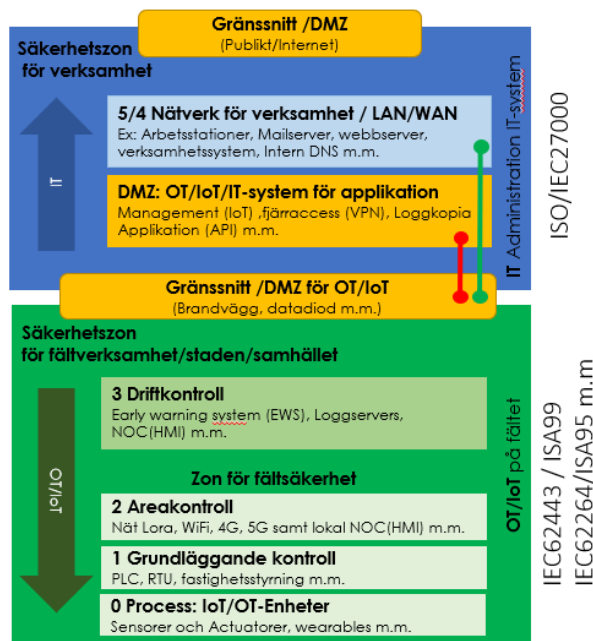 Gränssnitt /DMZ
(Publikt/Internet)
Säkerhetszon
för verksamhet
5/4 Nätverk för verksamhet / LAN/WAN
Ex: Arbetsstationer, Mailserver, webbserver,
verksamhetssystem, Intern DNS m.m.
IT
DMZ: OT/IoT/IT-system för applikation
Management (IoT) ,fjärraccess (VPN), Loggkopia
Applikation (API) m.m.
IT Administration IT-system
ISO/IEC27000
Gränssnitt /DMZ för OT/IoT
(Brandvägg, datadiod m.m.)
Säkerhetszon
för fältverksamhet/staden/samhället
3 Driftkontroll
Early warning system (EWS), Loggservers,
NOC(HMI) m.m.
OT/IoT
Zon för fältsäkerhet
2 Areakontroll
Nät Lora, WiFi, 4G, 5G samt lokal NOC(HMI) m.m.
1 Grundläggande kontroll
PLC, RTU, fastighetsstyrning m.m.
0 Process: IoT/OT-Enheter
Sensorer och Actuatorer, wearables m.m.
OT/IoT på fältet
IEC62443 / ISA99
IEC62264/ISA95 m.m